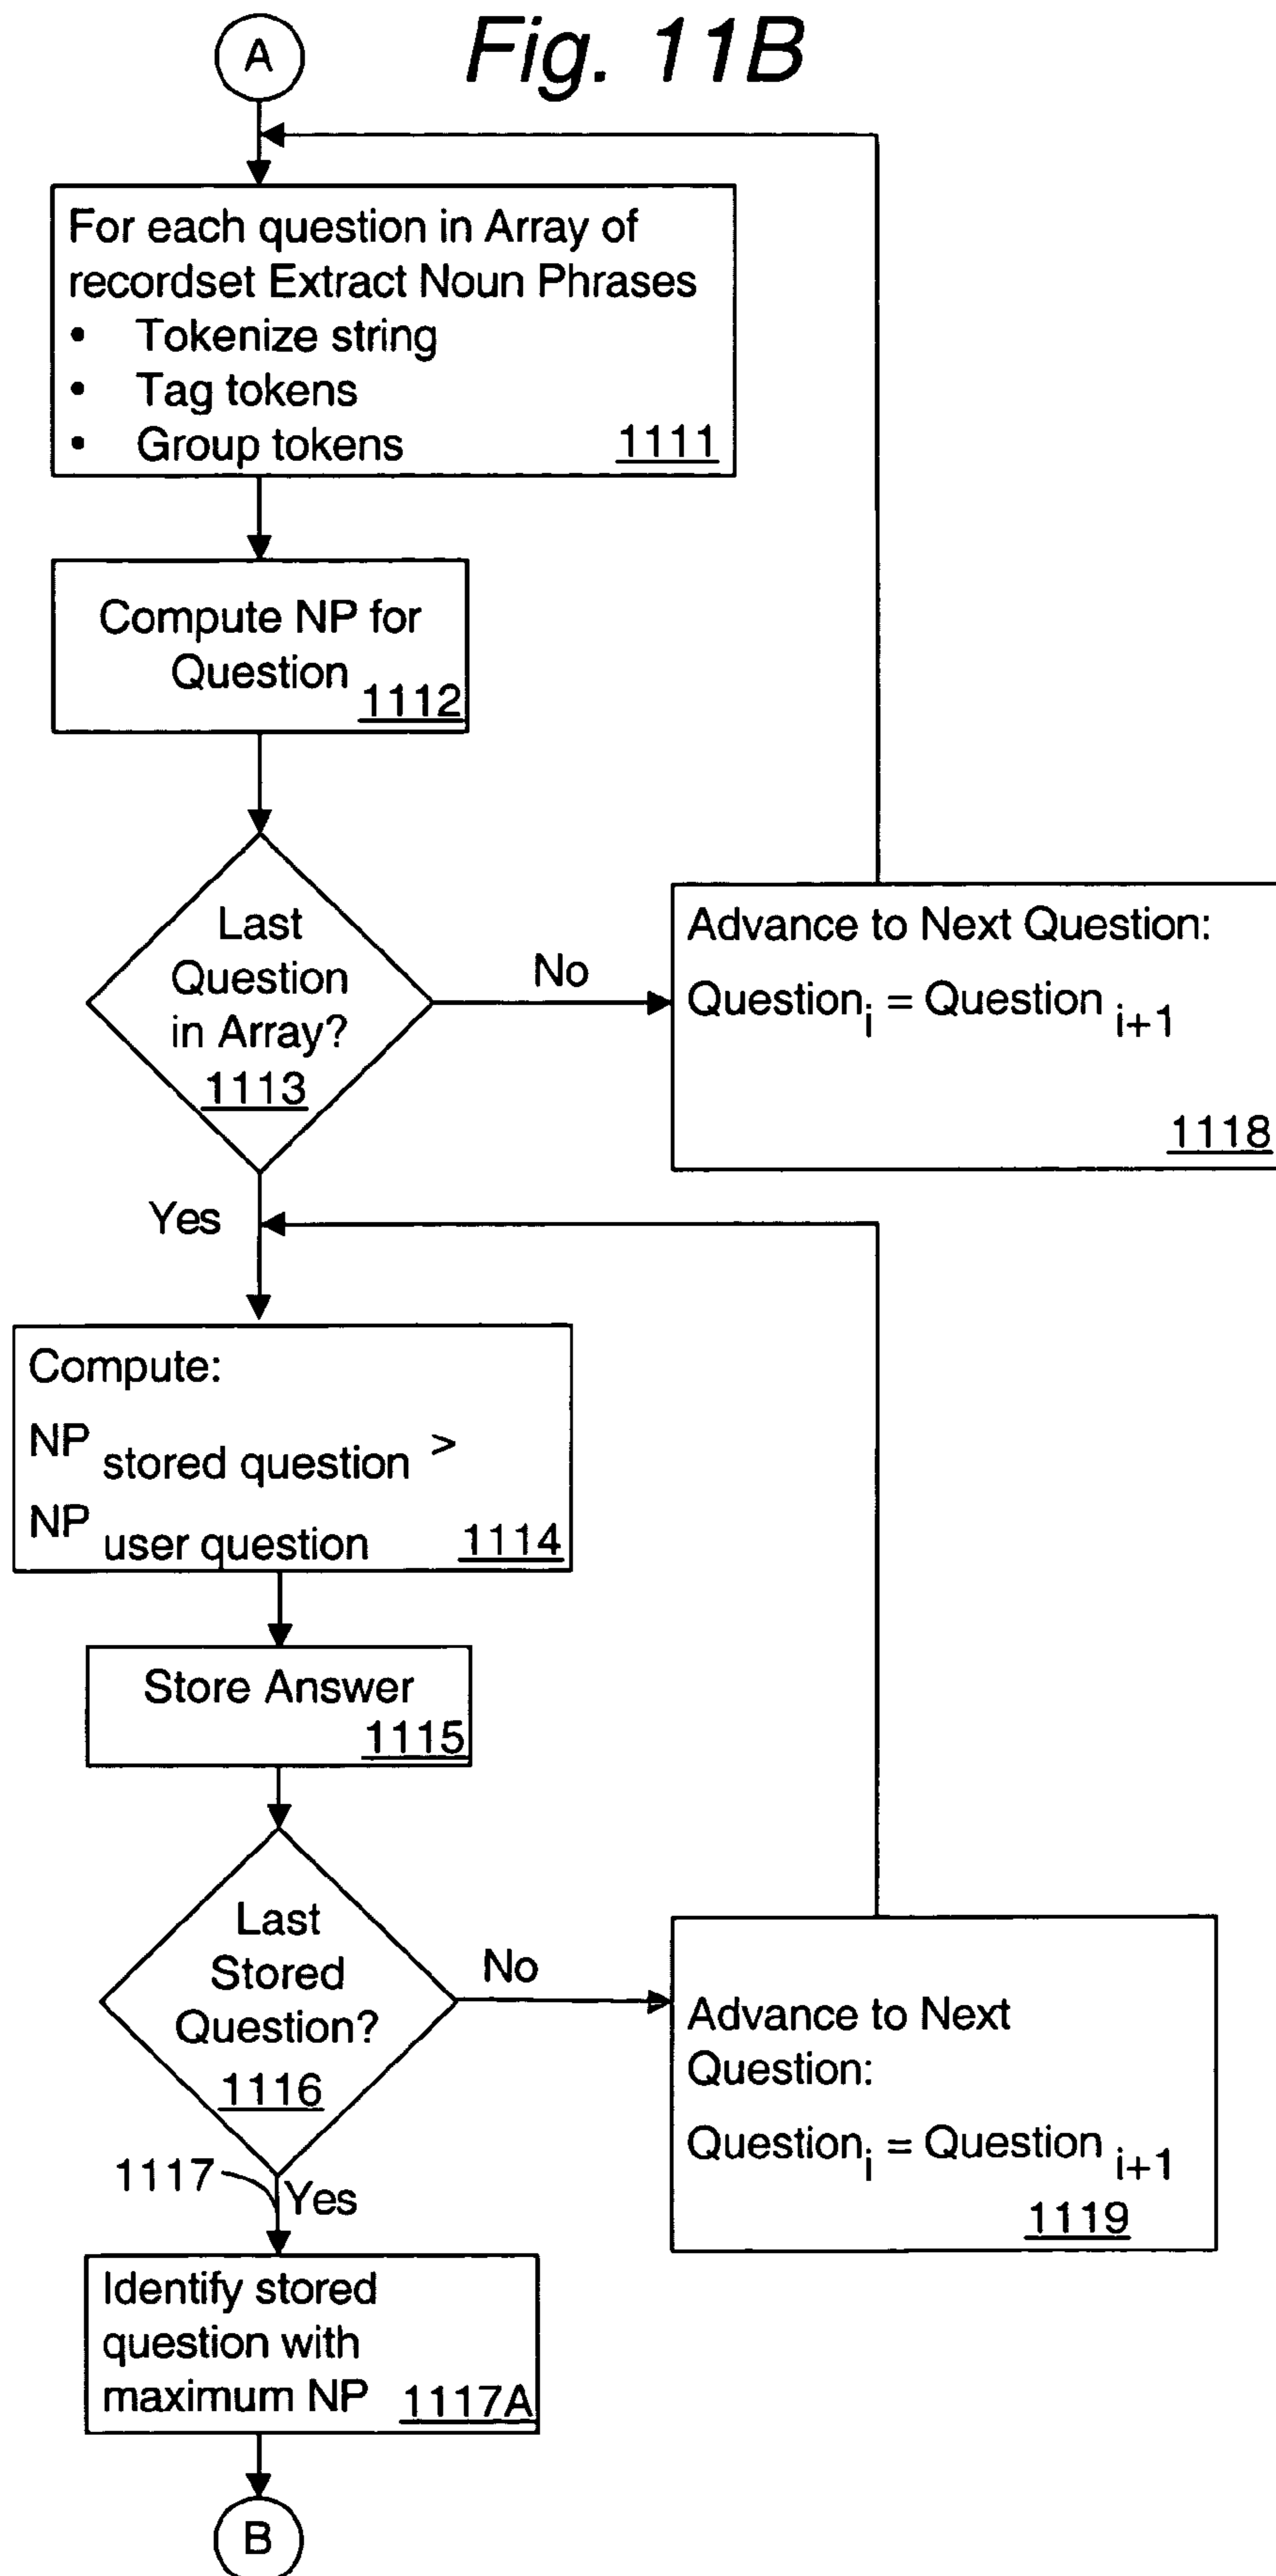 Fig. 11B
A
For each question in Array of
recordset Extract Noun Phrases
• Tokenize string
• Tag tokens
• Group tokens 1111
Compute NP for
Question 1112
Last
Question
in Array?
1113
No
Advance to Next Question:
Question i = Question i+1
1118
Yes
Compute:
NP stored question >
NP user question 1114
Store Answer
1115
Last
Stored
Question?
1116
No
Advance to Next
Question:
Question i = Question i+1
1119
1117
Yes
Identify stored
question with
maximum NP 1117A
B